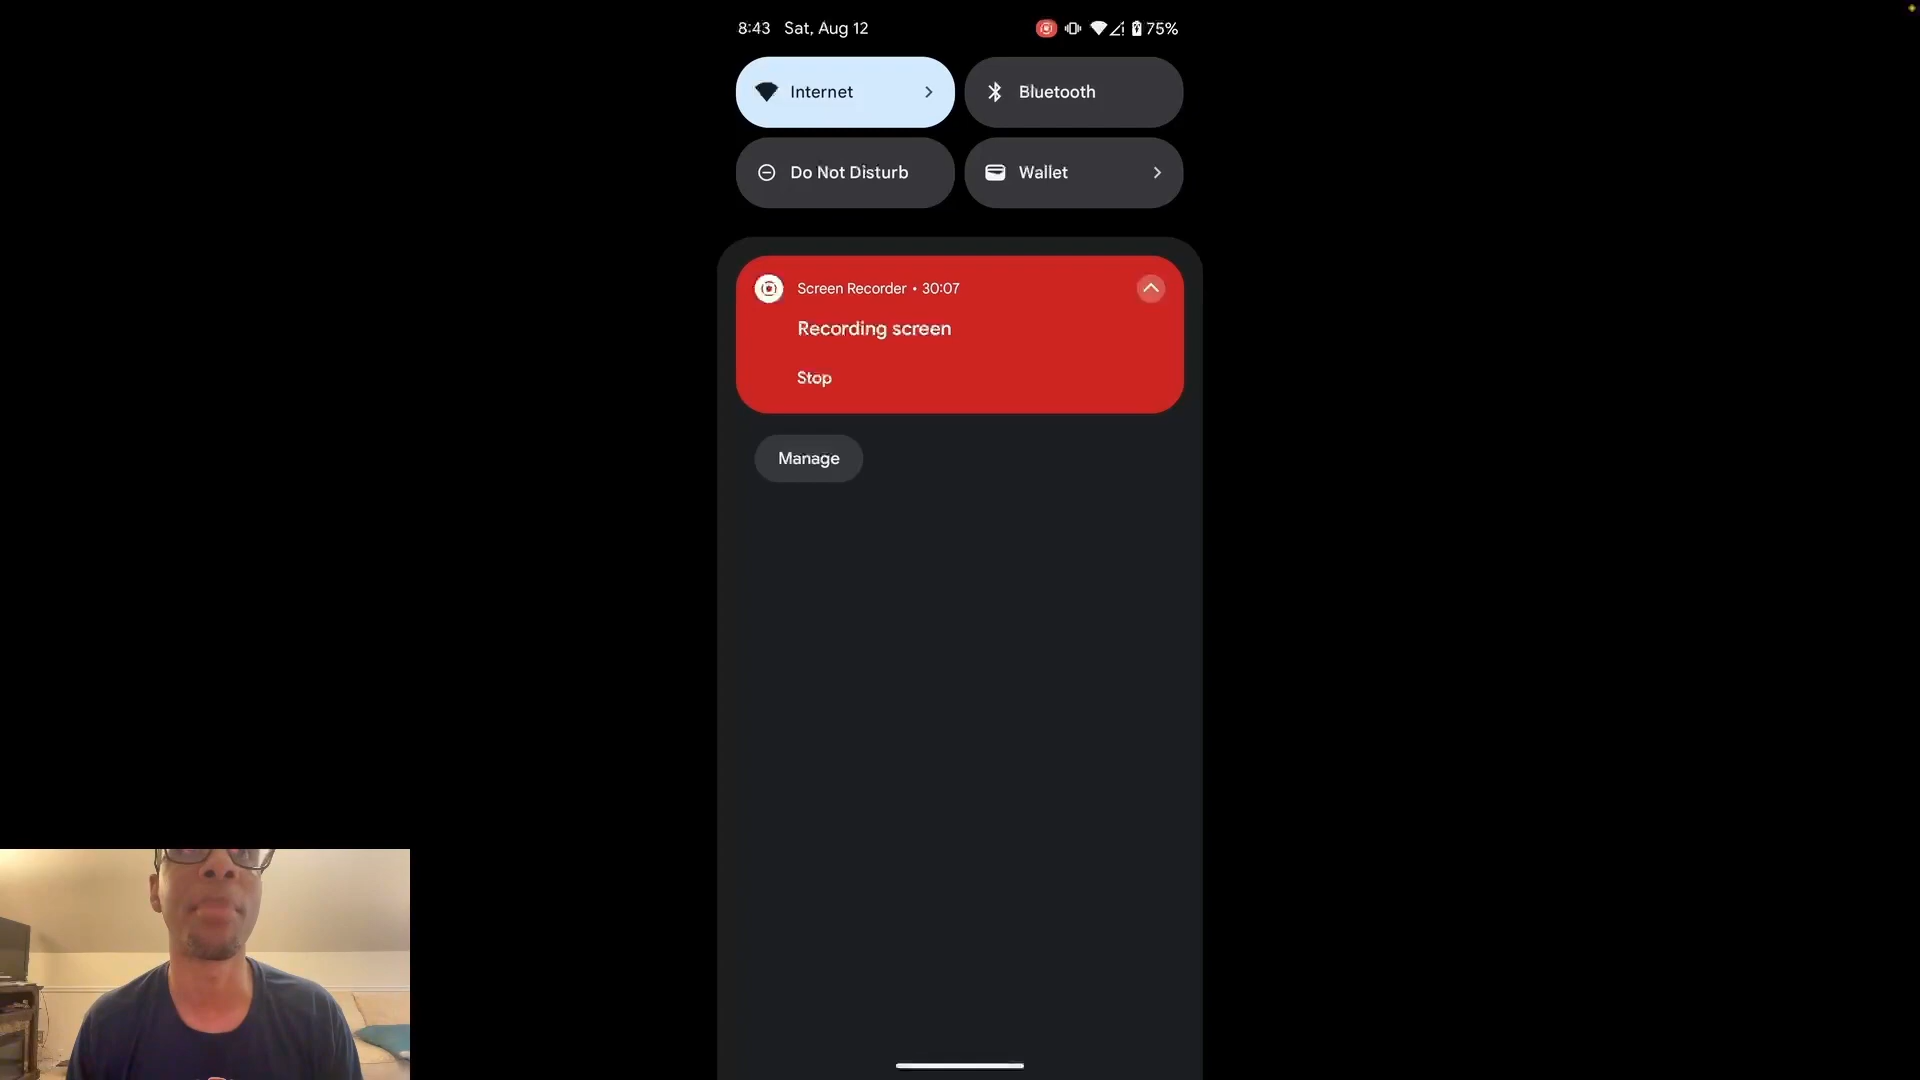 8:43 Sat, Aug 12 75%
Internet
Bluetooth
Do Not Disturb
Wallet
Screen Recorder • 30:07
Recording screen
Stop
Manage